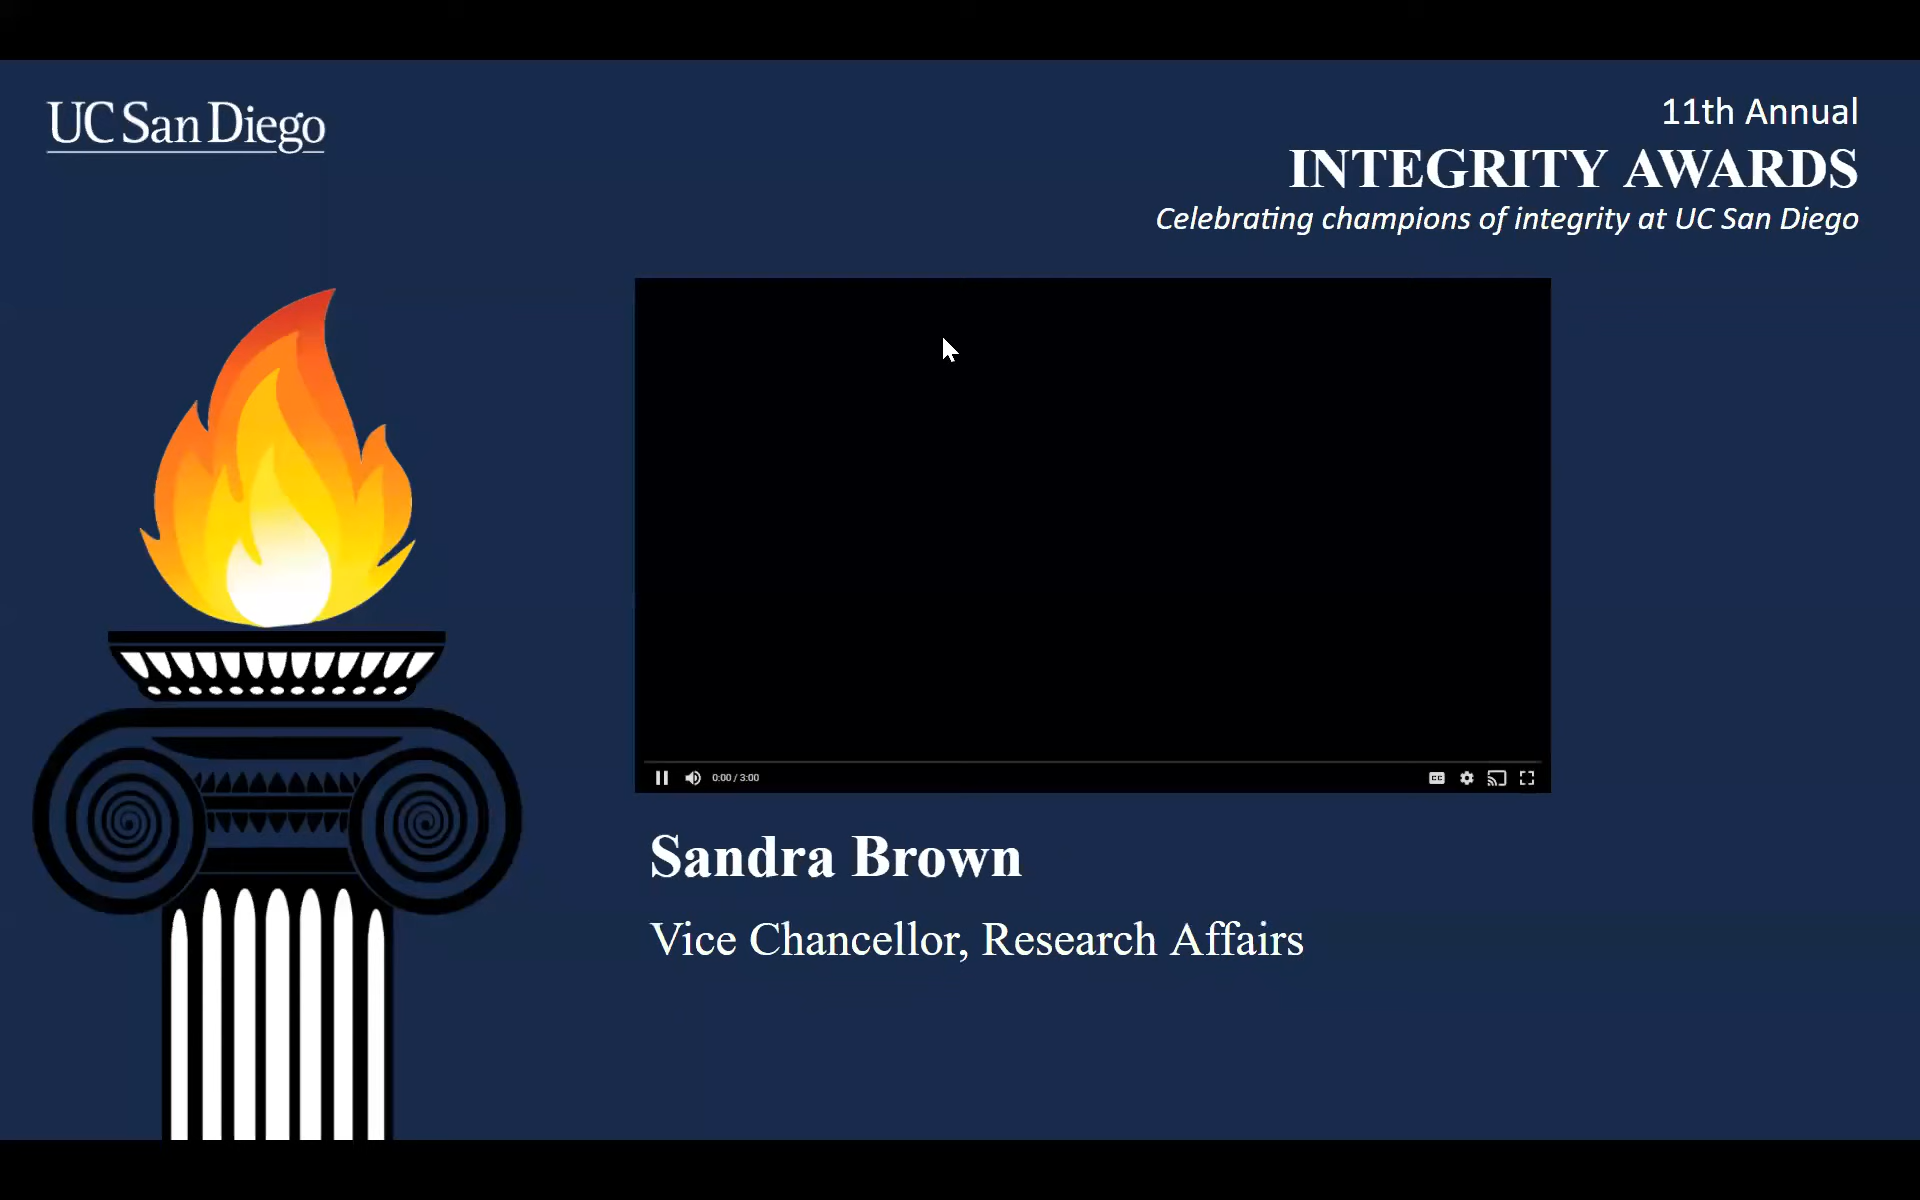 UC San Diego
11th Annual
INTEGRITY AWARDS
Celebrating champions of integrity at UC San Diego
0:00 / 3:00
CC
Sandra Brown
Vice Chancellor, Research Affairs